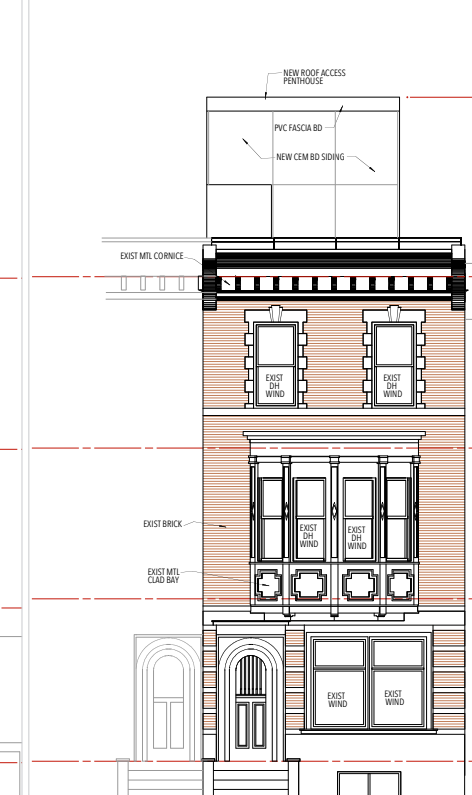 NEW ROOF ACCESS
PENTHOUSE
PVC FASCIA BD
NEW CEM BD SIDING
EXIST MTL CORNICE
EXIST
DH
WIND
EXIST
DH
WIND
EXIST BRICK
EXIST
DH
WIND
EXIST
DH
WIND
EXIST MTL
CLAD BAY
EXIST
WIND
EXIST
WIND